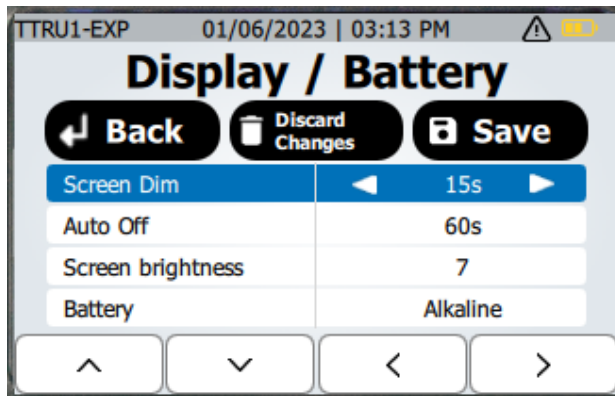 TTRU1-EXP 01/06/2023 | 03:13 PM
Display / Battery
Back Discard Changes Save
Screen Dim 15s
Auto Off 60s
Screen brightness 7
Battery Alkaline